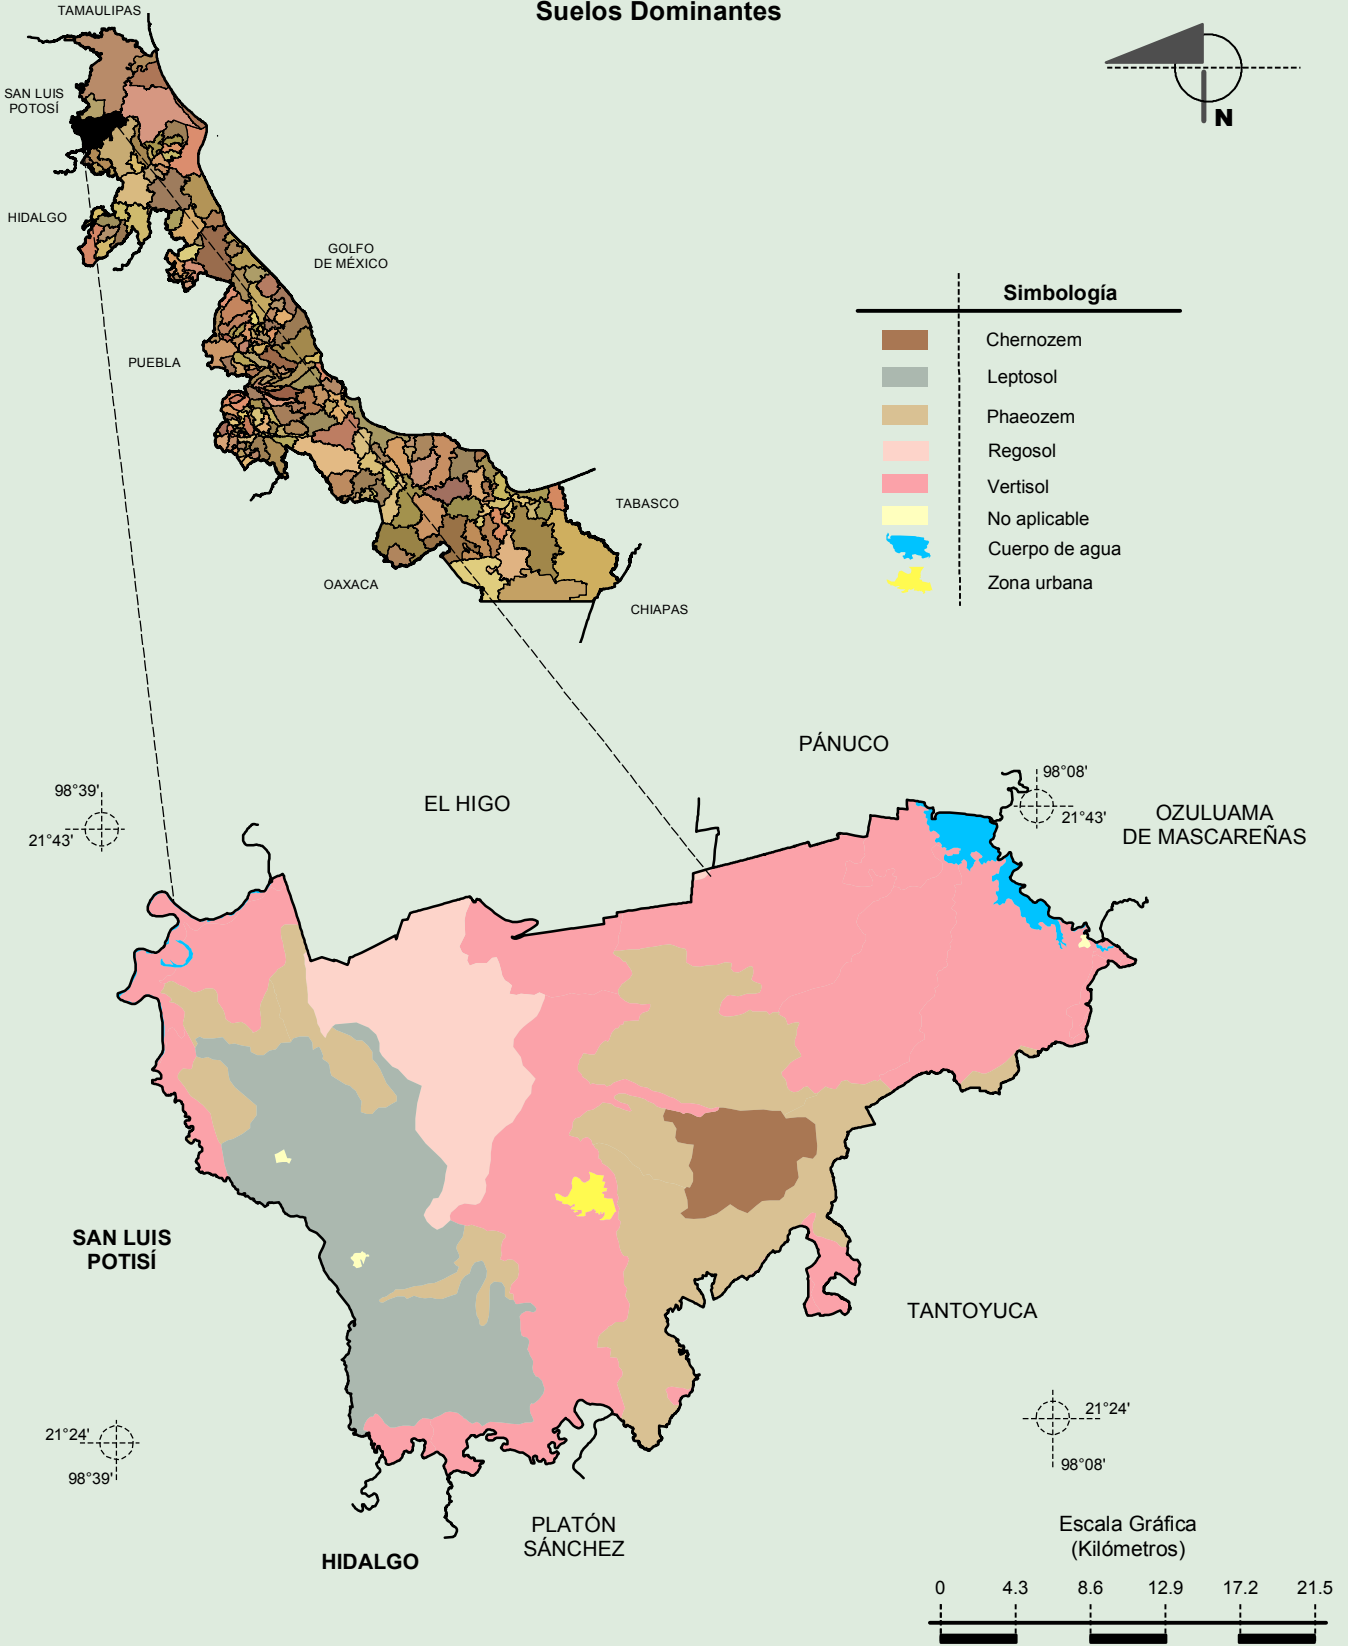 Suelos Dominantes
TAMAULIPAS
SAN LUIS
POTOSÍ
HIDALGO
GOLFO
DE MÉXICO
PUEBLA
OAXACA
TABASCO
CHIAPAS
N
Simbología
Chernozem
Leptosol
Phaeozem
Regosol
Vertisol
No aplicable
Cuerpo de agua
Zona urbana
PÁNUCO
98°39'
21°43'
EL HIGO
98°08'
21°43'
OZULUAMA
DE MASCAREÑAS
SAN LUIS
POTISÍ
TANTOYUCA
21°24'
98°39'
21°24'
98°08'
PLATÓN
SÁNCHEZ
HIDALGO
Escala Gráfica
(Kilómetros)
0 4.3 8.6 12.9 17.2 21.5